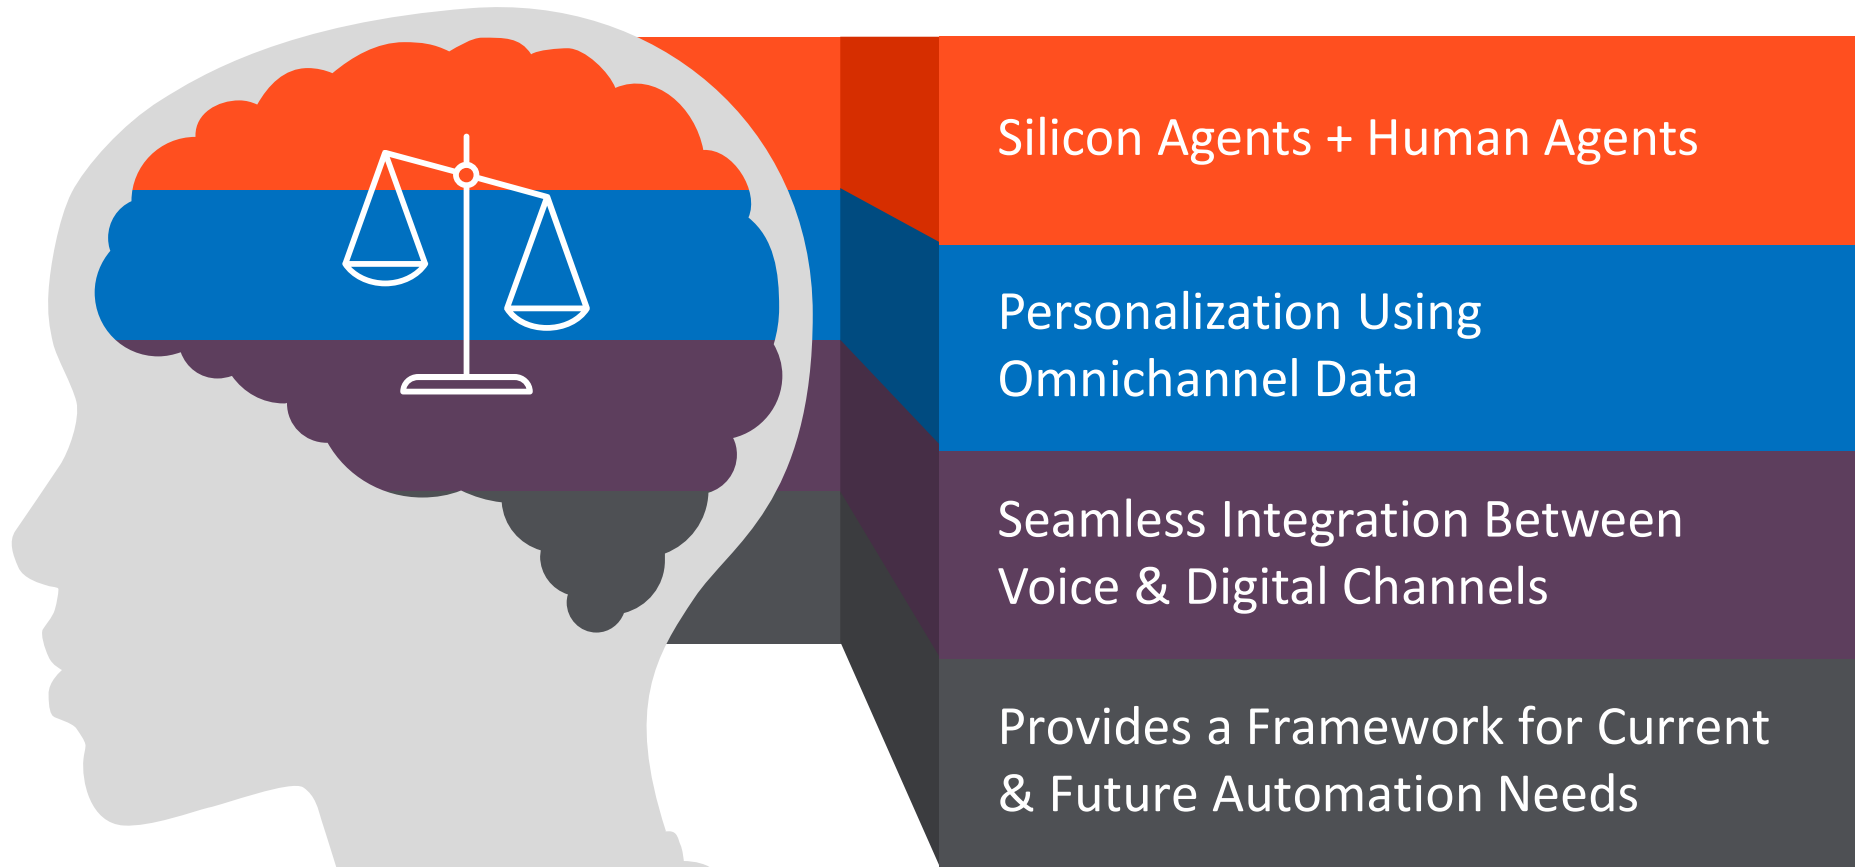 Silicon Agents + Human Agents
Personalization Using
Omnichannel Data
Seamless Integration Between
Voice & Digital Channels
Provides a Framework for Current
& Future Automation Needs